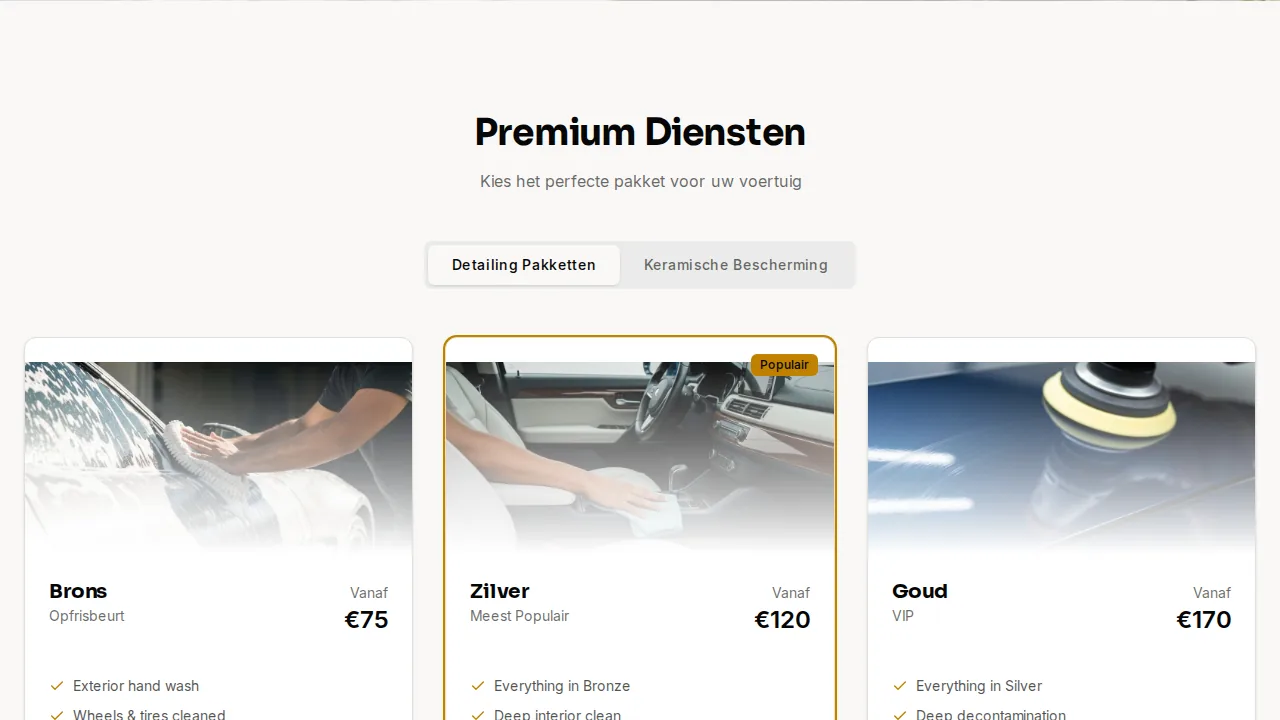 Premium Diensten
Kies het perfecte pakket voor uw voertuig
Detailing Pakketten
Keramische Bescherming
Brons
Opfrisbeurt
Vanaf
€75
Exterior hand wash
Wheels & tires cleaned
Populair
Zilver
Meest Populair
Vanaf
€120
Everything in Bronze
Deep interior clean
Goud
VIP
Vanaf
€170
Everything in Silver
Deep decontamination